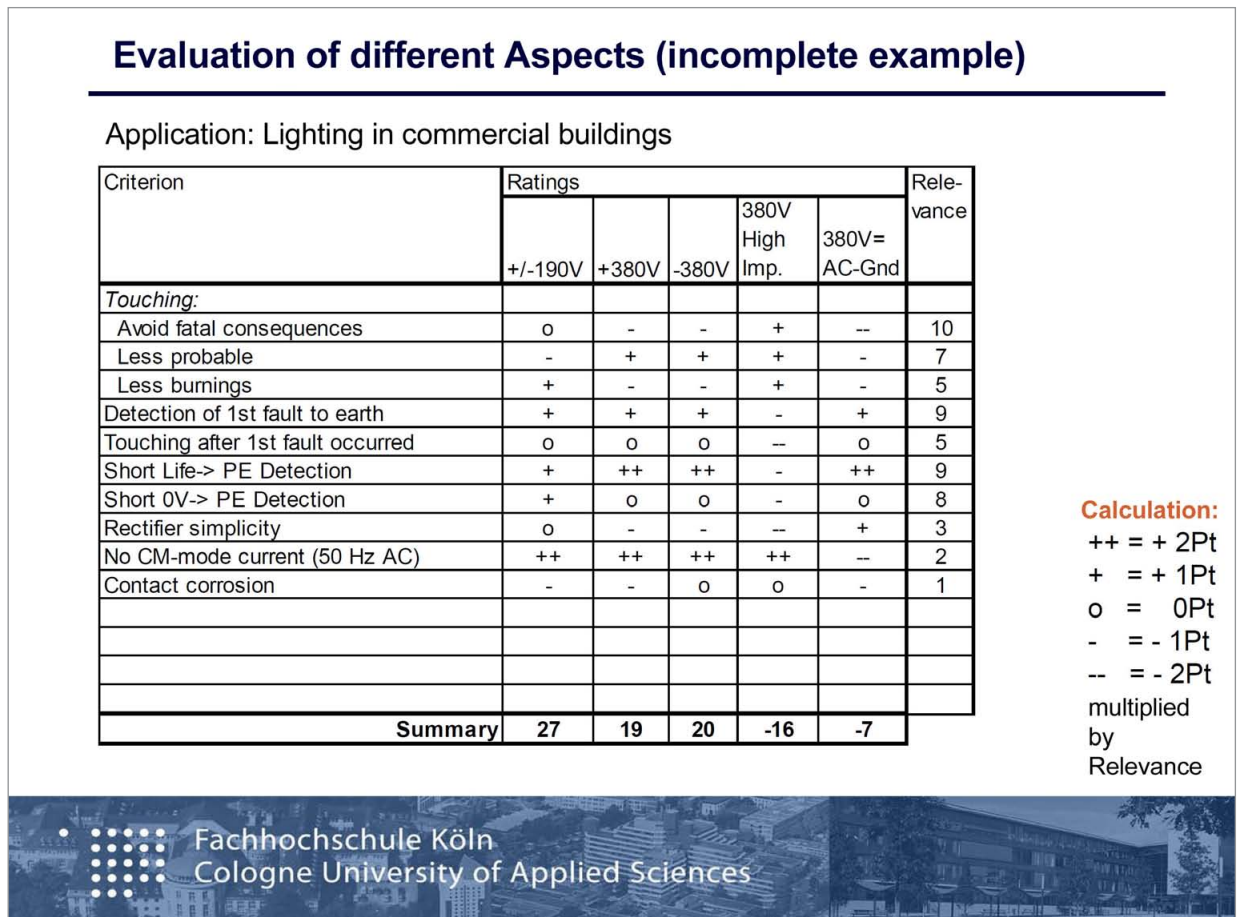 Evaluation of different Aspects (incomplete example)
Application: Lighting in commercial buildings
Criterion Ratings Rele-
vance
+/-190V +380V -380V 380V High Imp. 380V= AC-Gnd
Touching:
Avoid fatal consequences o - - + -- 10
Less probable - + + + - 7
Less burnings + - - + - 5
Detection of 1st fault to earth + + + - + 9
Touching after 1st fault occurred o o o -- o 5
Short Life-> PE Detection + ++ ++ - ++ 9
Short 0V-> PE Detection + o o - o 8
Rectifier simplicity o - - -- + 3
No CM-mode current (50 Hz AC) ++ ++ ++ ++ -- 2
Contact corrosion - - o o - 1
Summary 27 19 20 -16 -7
Calculation:
++ = + 2Pt
+ = + 1Pt
o = 0Pt
- = - 1Pt
-- = - 2Pt
multiplied
by
Relevance
Fachhochschule Köln
Cologne University of Applied Sciences